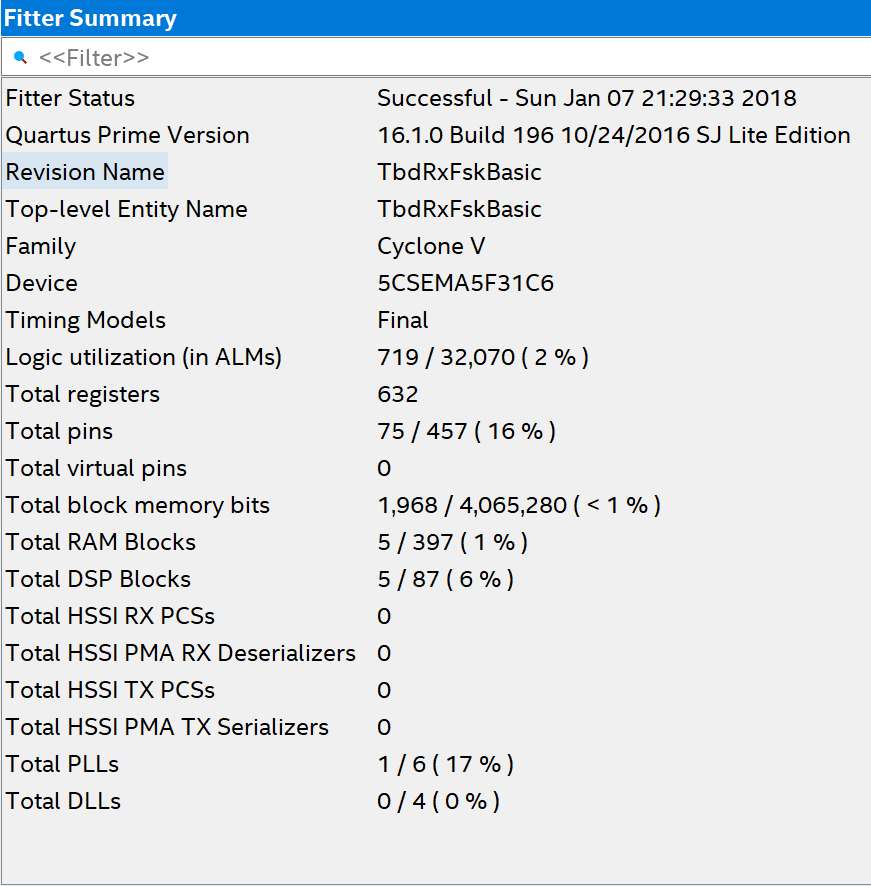 Fitter Summary
<<Filter>>
Fitter Status Successful - Sun Jan 07 21:29:33 2018
Quartus Prime Version 16.1.0 Build 196 10/24/2016 SJ Lite Edition
Revision Name TbdRxFskBasic
Top-level Entity Name TbdRxFskBasic
Family Cyclone V
Device 5CSEMA5F31C6
Timing Models Final
Logic utilization (in ALMs) 719 / 32,070 ( 2 % )
Total registers 632
Total pins 75 / 457 ( 16 % )
Total virtual pins 0
Total block memory bits 1,968 / 4,065,280 ( < 1 % )
Total RAM Blocks 5 / 397 ( 1 % )
Total DSP Blocks 5 / 87 ( 6 % )
Total HSSI RX PCSs 0
Total HSSI PMA RX Deserializers 0
Total HSSI TX PCSs 0
Total HSSI PMA TX Serializers 0
Total PLLs 1 / 6 ( 17 % )
Total DLLs 0 / 4 ( 0 % )